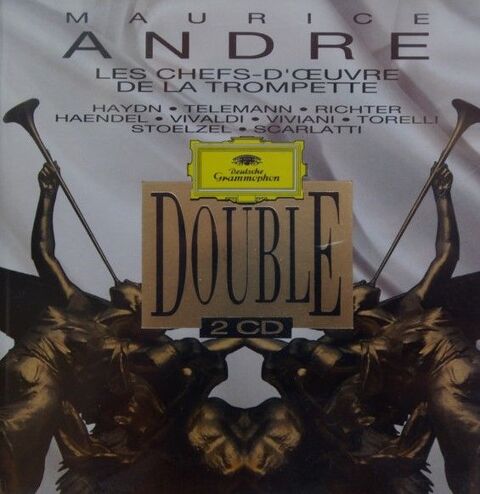 MAURICE
ANDRE
LES CHEFS-D'ŒUVRE
DE LA TROMPETTE
HAYDN • TELEMANN • RICHTER
HAENDEL • VIVALDI • VIVIANI • TORELLI
STOELZEL • SCARLATTI
Deutsche
Grammophon
DOUBLE
2 CD